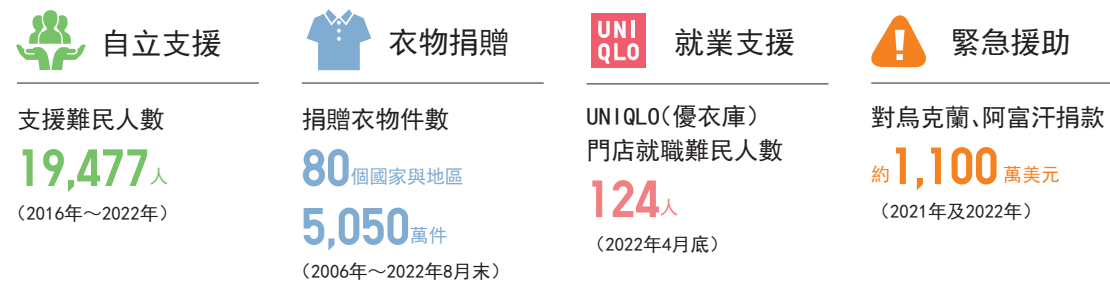 自立支援
支援難民人數
19,477人
（2016年～2022年）
衣物捐贈
捐贈衣物件數
80個國家與地區
5,050萬件
（2006年～2022年8月末）
UNI
QLO
就業支援
UNIQLO（優衣庫）
門店就職難民人數
124人
（2022年4月底）
緊急援助
對烏克蘭、阿富汗捐款
約1,100萬美元
（2021年及2022年）